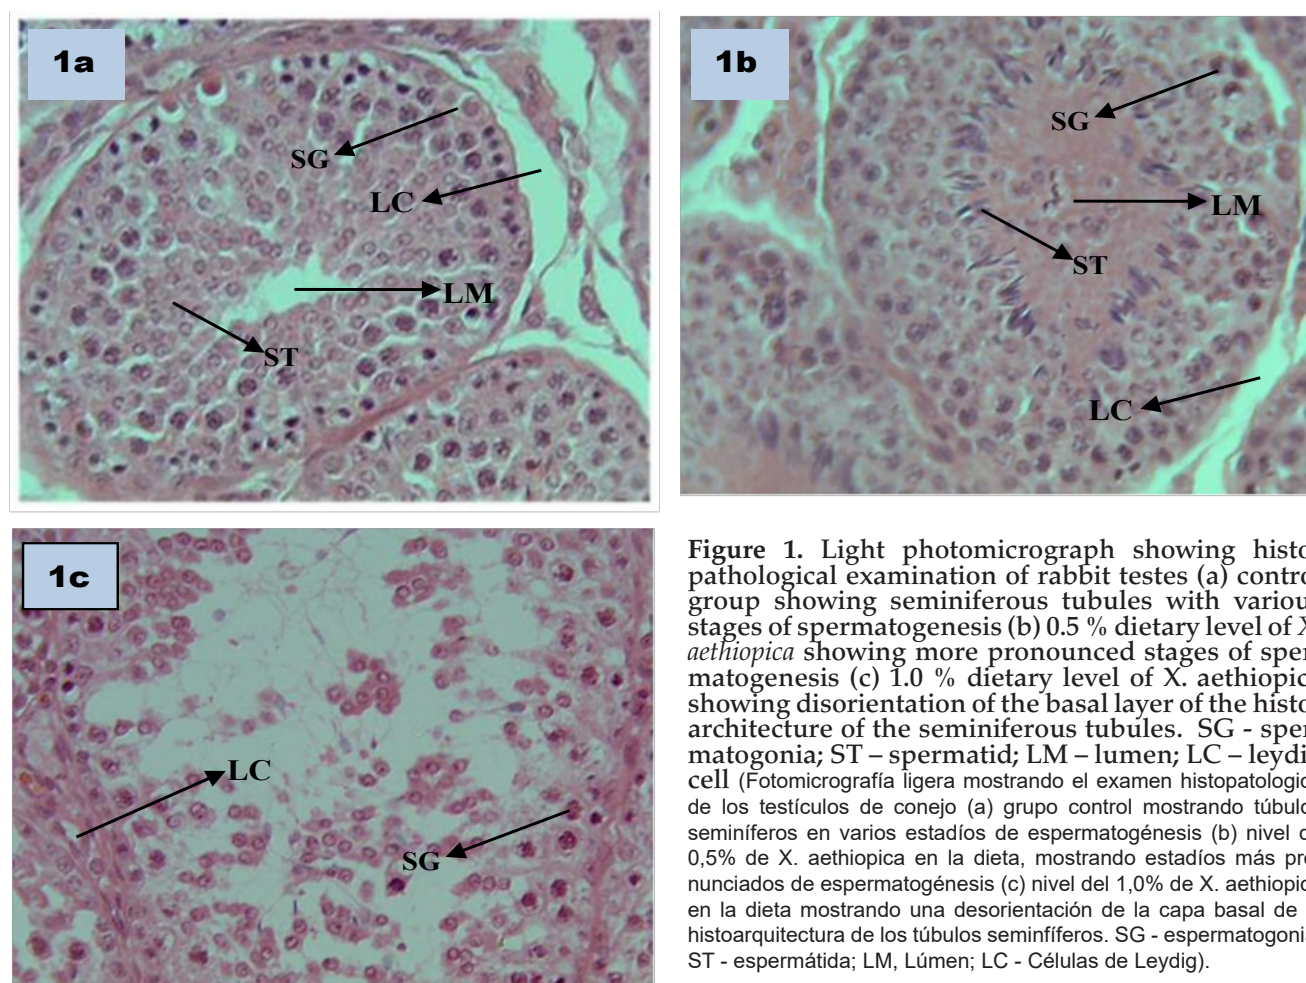 1a
SG
LC
LM
ST
1b
SG
LM
ST
LC
1c
LC
SG
Figure 1. Light photomicrograph showing histo
pathological examination of rabbit testes (a) contro
group showing seminiferous tubules with variou
stages of spermatogenesis (b) 0.5 % dietary level of X
aethiopica showing more pronounced stages of sper
matogenesis (c) 1.0 % dietary level of X. aethiopic
showing disorientation of the basal layer of the histo
architecture of the seminiferous tubules. SG - sper
matogonia; ST – spermatid; LM – lumen; LC – leydi
cell (Fotomicrografía ligera mostrando el examen histopatologic
de los testículos de conejo (a) grupo control mostrando túbulo
seminíferos en varios estadíos de espermatogénesis (b) nivel d
0,5% de X. aethiopica en la dieta, mostrando estadíos más pro
nunciados de espermatogénesis (c) nivel del 1,0% de X. aethiopic
en la dieta mostrando una desorientación de la capa basal de
histoarquitectura de los túbulos seminfíferos. SG - espermatogonia
ST - espermátida; LM, Lúmen; LC - Células de Leydig).